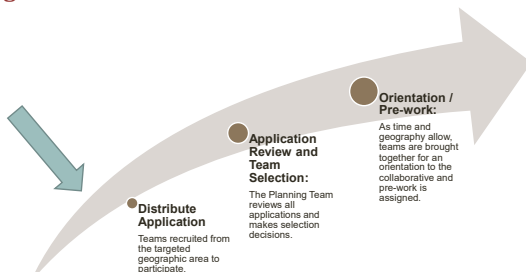 Distribute
Application
Teams recruited from
the targeted
geographic area to
participate.
Application
Review and
Team
Selection:
The Planning Team
reviews all
applications and
makes selection
decisions.
Orientation /
Pre-work:
As time and
geography allow,
teams are brought
together for an
orientation to the
collaborative and
pre-work is
assigned.